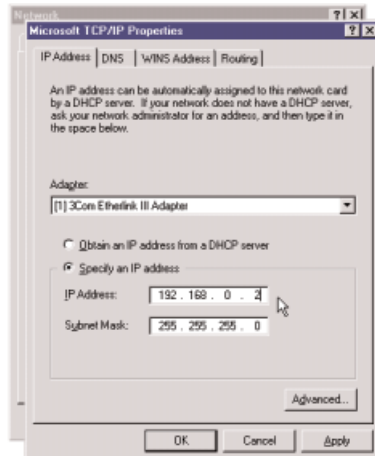 Network
Microsoft TCP/IP Properties
IP Address DNS WINS Address Routing
An IP address can be automatically assigned to this network card
by a DHCP server. If your network does not have a DHCP server,
ask your network administrator for an address, and then type it in
the space below.
Adapter:
[1] 3Com Etherlink III Adapter
Obtain an IP address from a DHCP server
Specify an IP address
IP Address: 192 . 168 . 0 . 2
Subnet Mask: 255 . 255 . 255 . 0
Advanced...
OK Cancel Apply